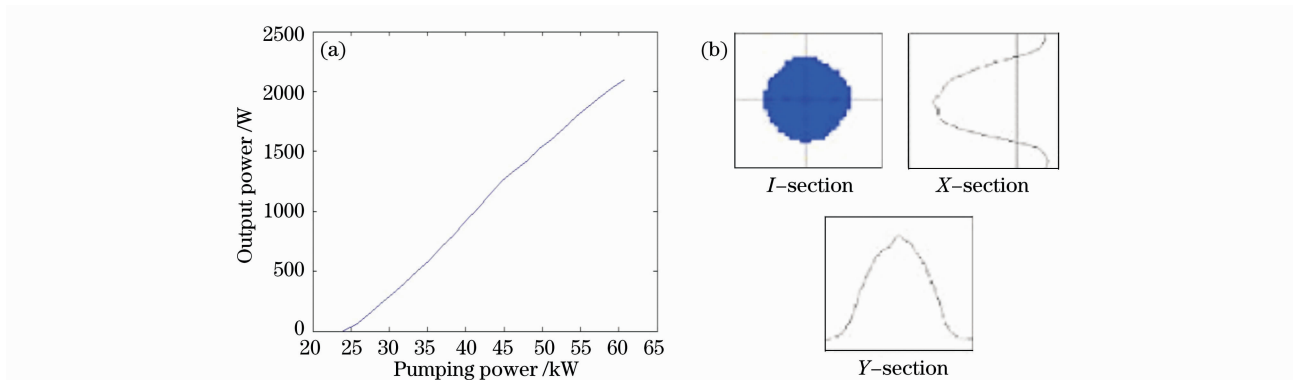 (a)
Output power /W
2500
2000
1500
1000
500
0
20 25 30 35 40 45 50 55 60 65
Pumping power /kW
(b)
I-section
X-section
Y-section